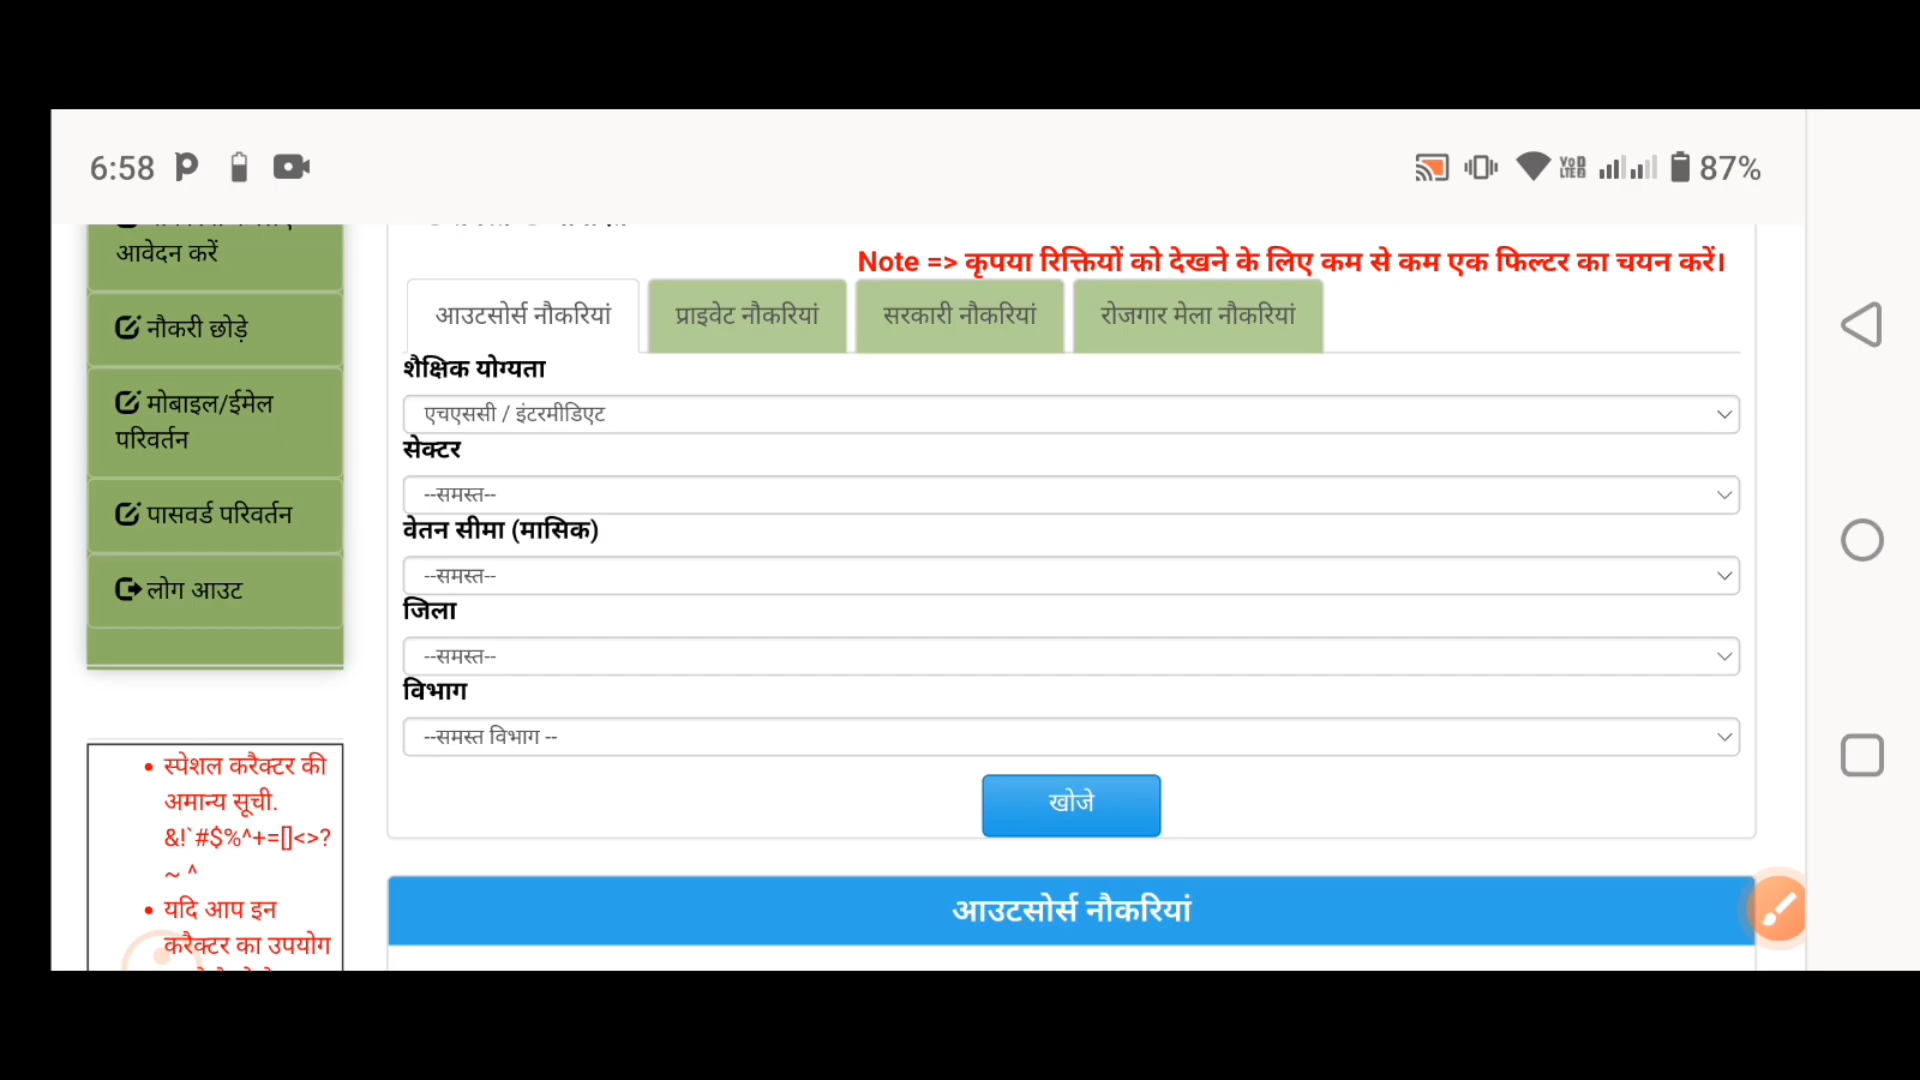 6:58
87%
आवेदन करें
नौकरी छोड़े
मोबाइल/ईमेल
परिवर्तन
पासवर्ड परिवर्तन
लोग आउट
स्पेशल करैक्टर की
अमान्य सूची.
&!`#$%^+=[]<>?
~ ^
यदि आप इन
करैक्टर का उपयोग
Note => कृपया रिक्तियों को देखने के लिए कम से कम एक फिल्टर का चयन करें।
आउटसोर्स नौकरियां प्राइवेट नौकरियां सरकारी नौकरियां रोजगार मेला नौकरियां
शैक्षिक योग्यता
एचएससी / इंटरमीडिएट
सेक्टर
--समस्त--
वेतन सीमा (मासिक)
--समस्त--
जिला
--समस्त--
विभाग
--समस्त विभाग --
खोजे
आउटसोर्स नौकरियां